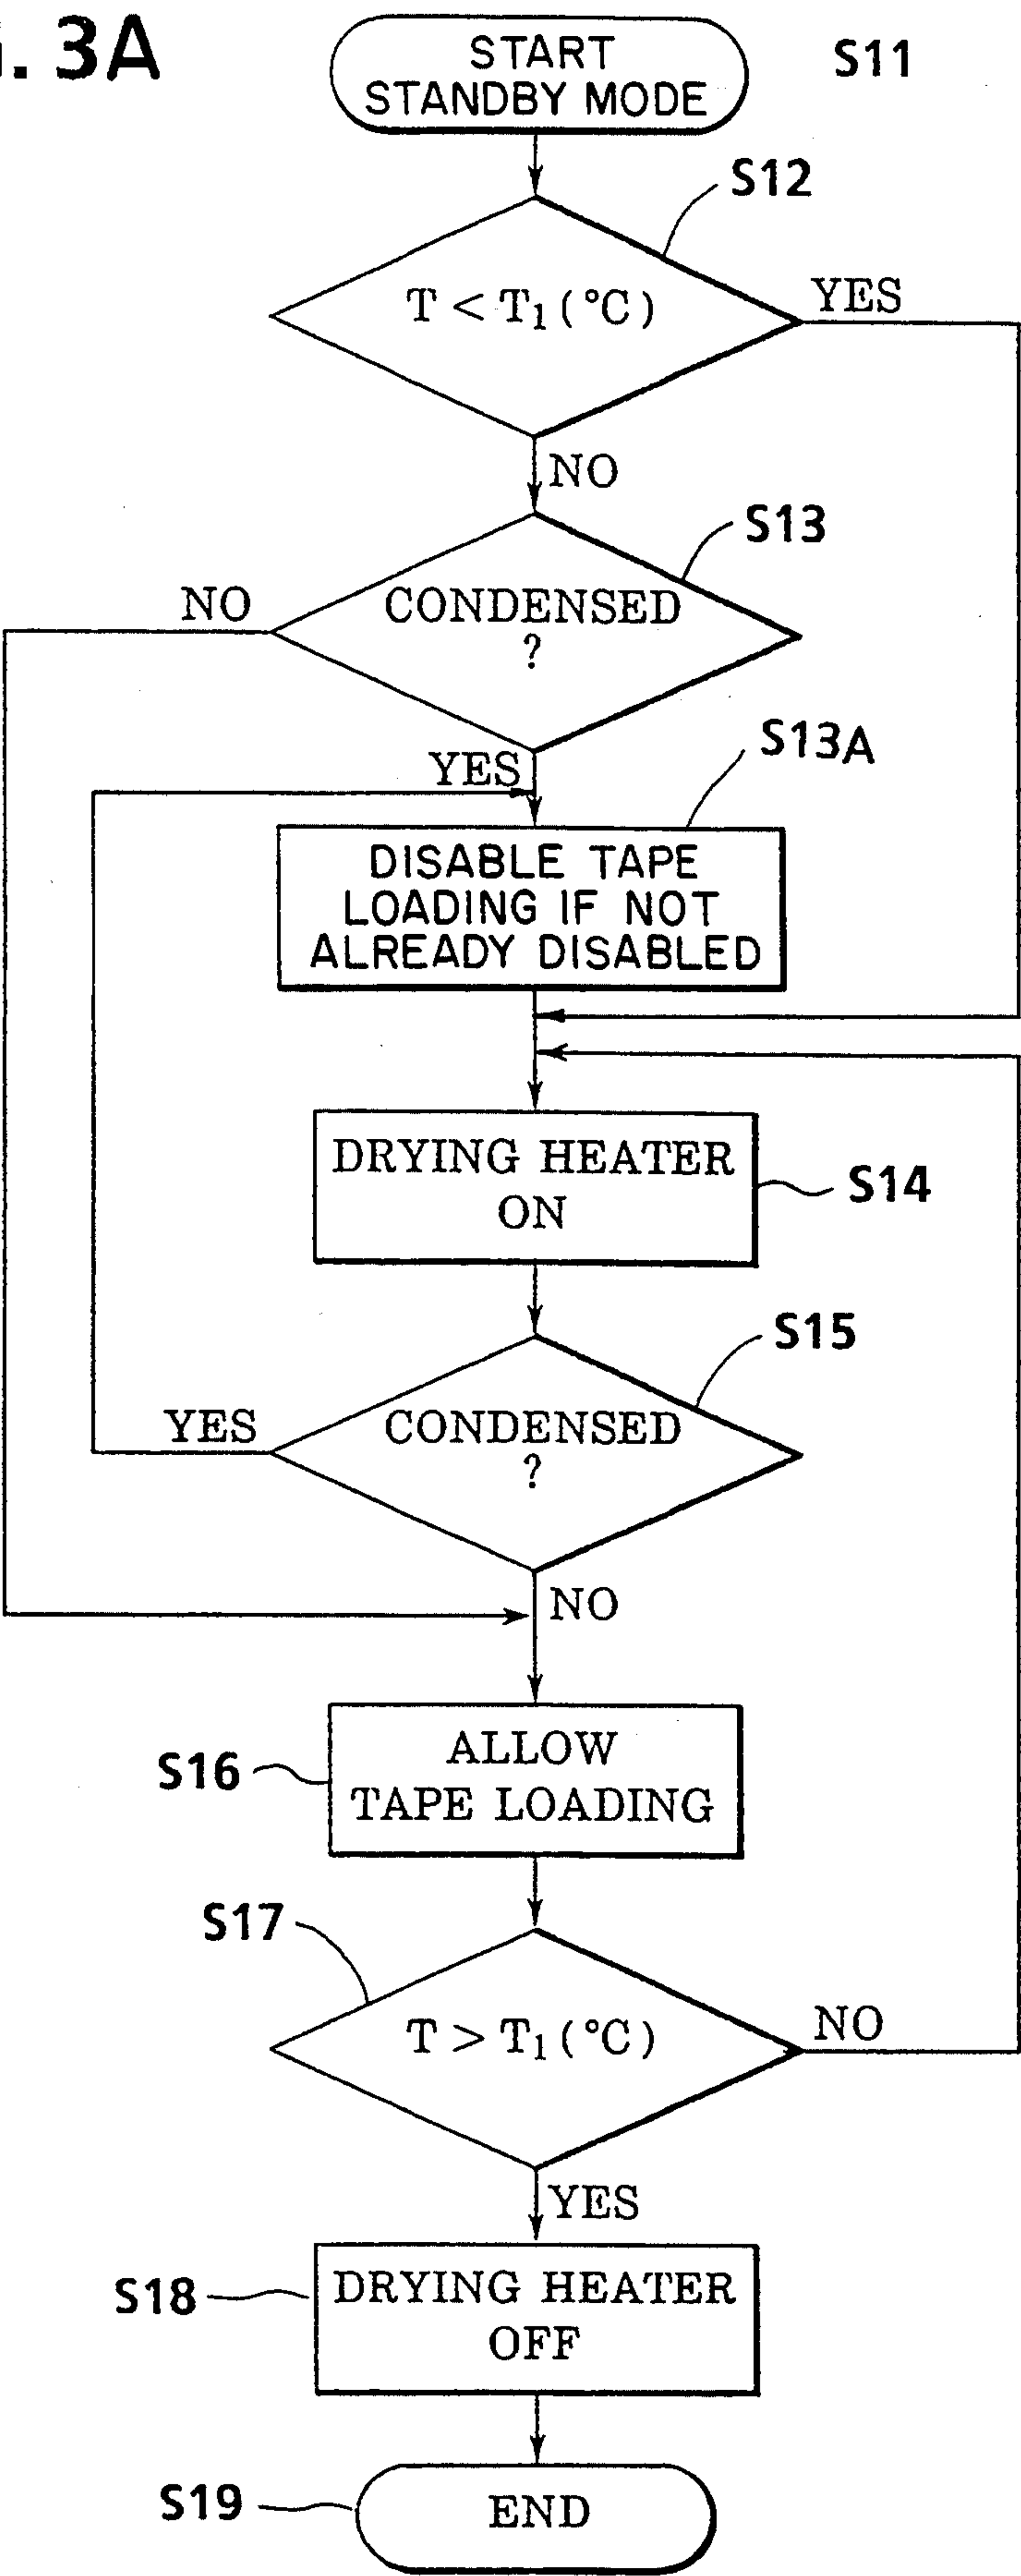 . 3A
START
STANDBY MODE
S11
S12
T < T₁ (°C)
YES
NO
S13
CONDENSED
?
NO
YES
S13A
DISABLE TAPE
LOADING IF NOT
ALREADY DISABLED
DRYING HEATER
ON
S14
S15
CONDENSED
?
YES
NO
ALLOW
TAPE LOADING
S16
S17
T > T₁ (°C)
NO
YES
DRYING HEATER
OFF
S18
END
S19